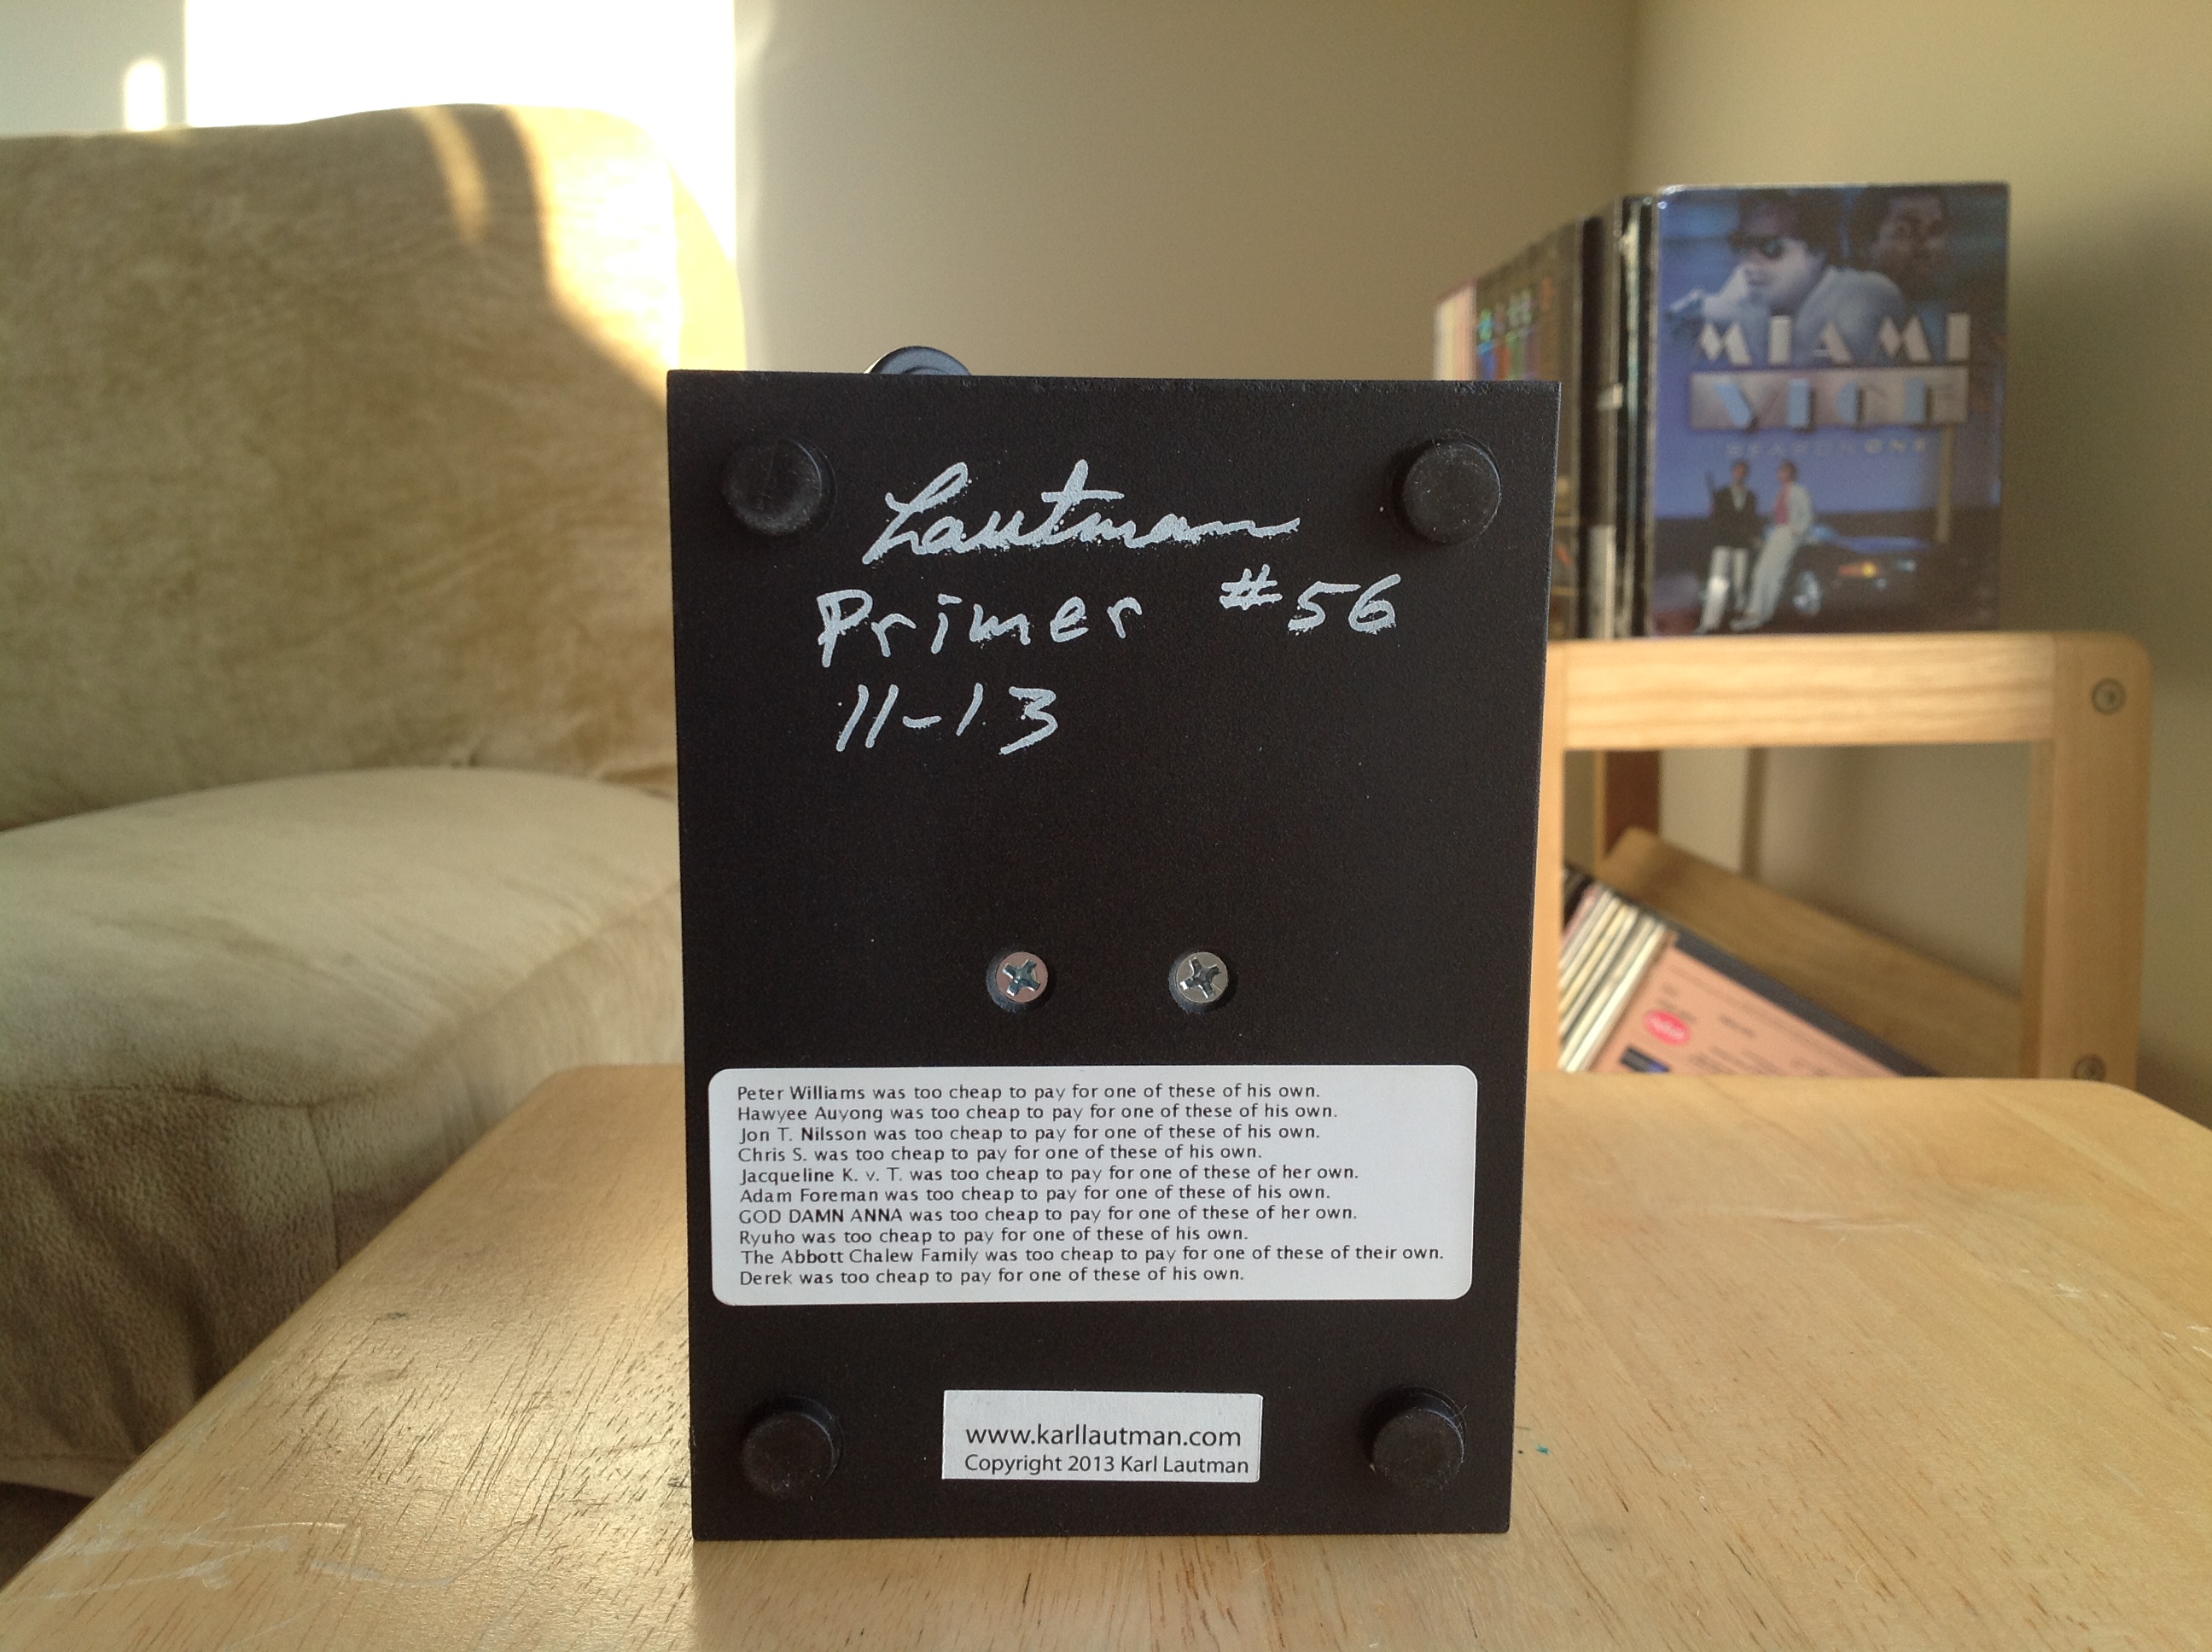 Lautman
Primer #56
11-13
Peter Williams was too cheap to pay for one of these of his own.
Hawyee Auyong was too cheap to pay for one of these of his own.
Jon T. Nilsson was too cheap to pay for one of these of his own.
Chris S. was too cheap to pay for one of these of his own.
Jacqueline K. v. T. was too cheap to pay for one of these of her own.
Adam Foreman was too cheap to pay for one of these of his own.
GOD DAMN ANNA was too cheap to pay for one of these of her own.
Ryuho was too cheap to pay for one of these of his own.
The Abbott Chalew Family was too cheap to pay for one of these of their own.
Derek was too cheap to pay for one of these of his own.
www.karllautman.com
Copyright 2013 Karl Lautman
MIAMI
VICE
SEASON ONE